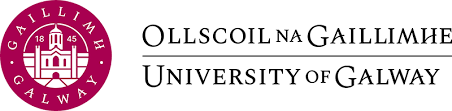 GAILLIMH
18 45
GALWAY
OLLSCOIL NA GAILLIMHE
UNIVERSITY OF GALWAY